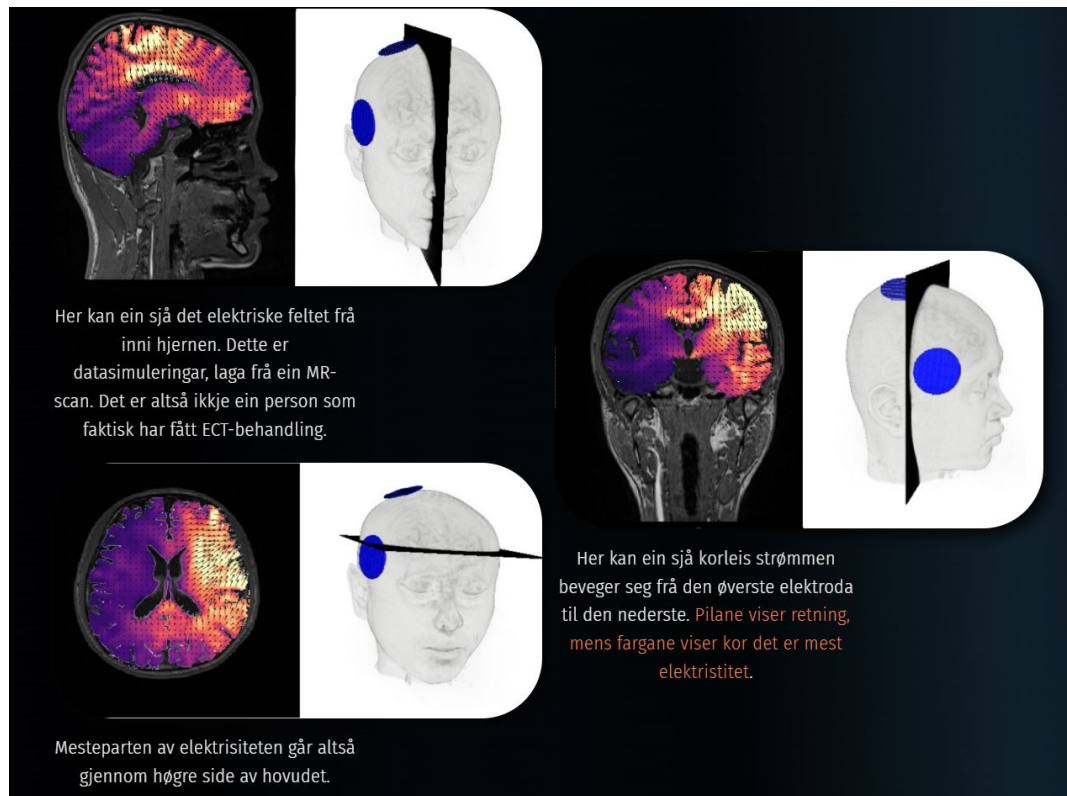 Her kan ein sjå det elektriske feltet frå
inni hjernen. Dette er
datasimuleringar, laga frå ein MR-
scan. Det er altså ikkje ein person som
faktisk har fått ECT-behandling.
Her kan ein sjå korleis strømmen
beveger seg frå den øverste elektroda
til den nederste. Pilane viser retning,
mens fargane viser kor det er mest
elektristitet.
Mesteparten av elektrisiteten går altså
gjennom høgre side av hovudet.